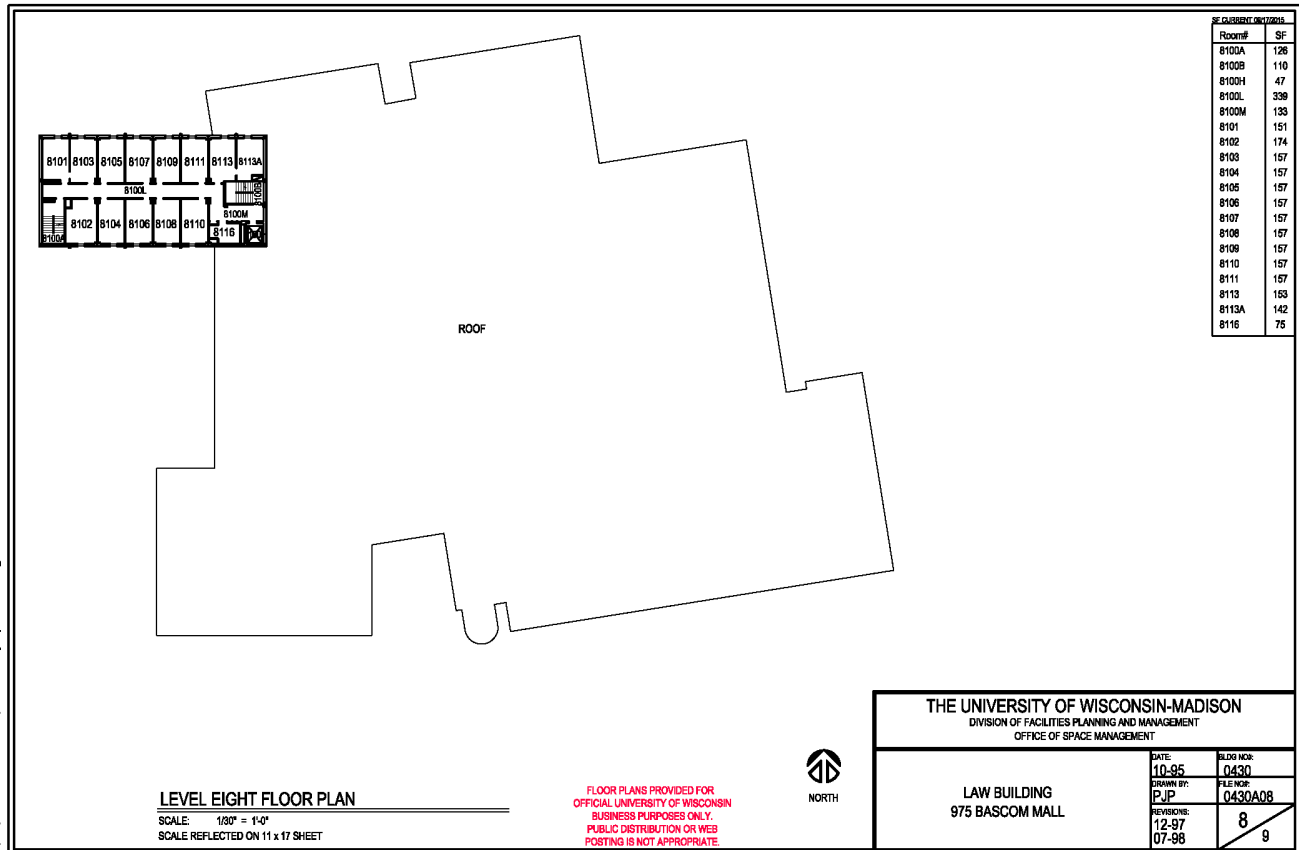 SF CURRENT 09/17/2015
Room# SF
8100A 126
8100B 110
8100H 47
8100L 339
8100M 133
8101 151
8102 174
8103 157
8104 157
8105 157
8106 157
8107 157
8108 157
8109 157
8110 157
8111 157
8113 153
8113A 142
8116 75
8101 8103 8105 8107 8109 8111 8113 8113A
8100L
8100B
8100M
8102 8104 8106 8108 8110 8116
8100A
ROOF
THE UNIVERSITY OF WISCONSIN-MADISON
DIVISION OF FACILITIES PLANNING AND MANAGEMENT
OFFICE OF SPACE MANAGEMENT
LAW BUILDING
975 BASCOM MALL
DATE:
10-95
BLDG NO#:
0430
DRAWN BY:
PJP
FILE NO#:
0430A08
REVISIONS:
12-97
07-98
8
9
NORTH
LEVEL EIGHT FLOOR PLAN
SCALE: 1/30" = 1'-0"
SCALE REFLECTED ON 11 x 17 SHEET
FLOOR PLANS PROVIDED FOR
OFFICIAL UNIVERSITY OF WISCONSIN
BUSINESS PURPOSES ONLY.
PUBLIC DISTRIBUTION OR WEB
POSTING IS NOT APPROPRIATE.